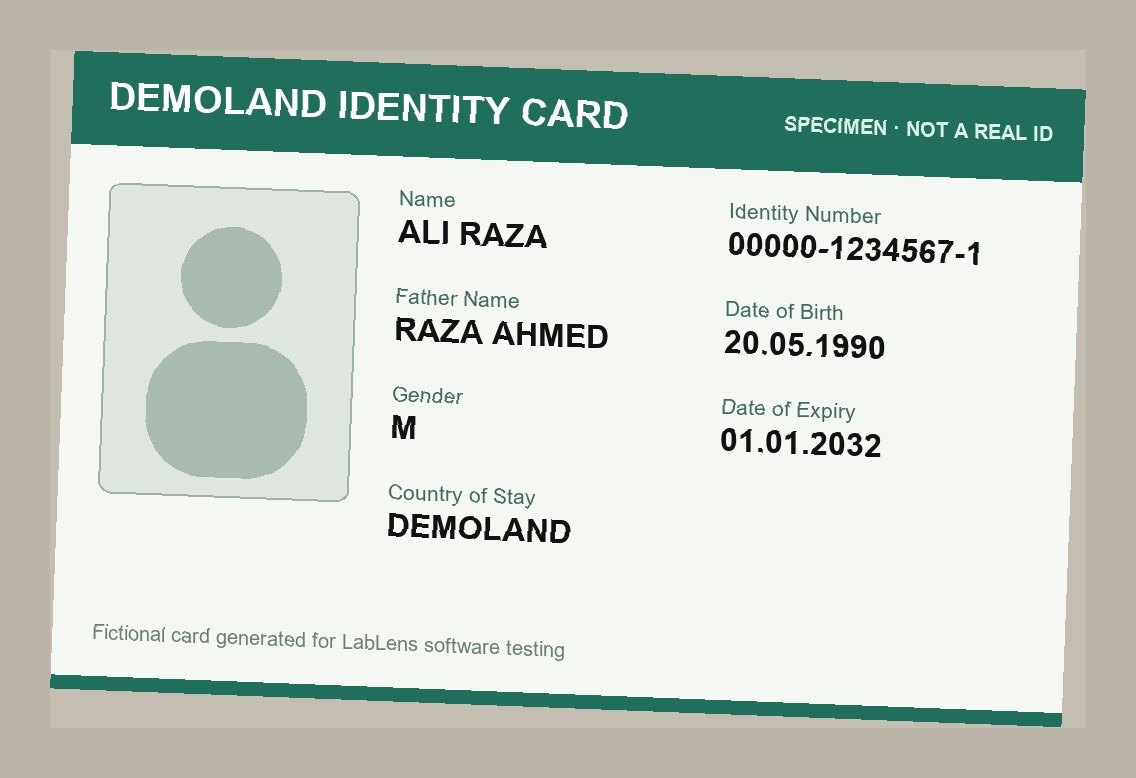 DEMOLAND IDENTITY CARD
SPECIMEN · NOT A REAL ID
Name
ALI RAZA
Identity Number
00000-1234567-1
Father Name
RAZA AHMED
Date of Birth
20.05.1990
Gender
M
Date of Expiry
01.01.2032
Country of Stay
DEMOLAND
Fictional card generated for LabLens software testing